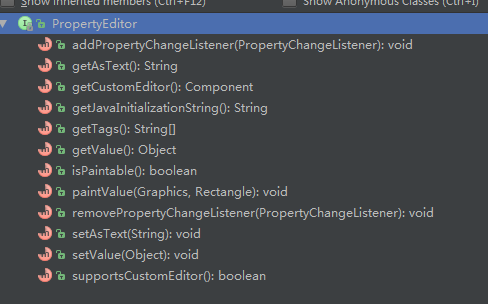 Show Inherited members (Ctrl+F12)
Show Anonymous Classes (Ctrl+I)
PropertyEditor
addPropertyChangeListener(PropertyChangeListener): void
getAsText(): String
getCustomEditor(): Component
getJavaInitializationString(): String
getTags(): String[]
getValue(): Object
isPaintable(): boolean
paintValue(Graphics, Rectangle): void
removePropertyChangeListener(PropertyChangeListener): void
setAsText(String): void
setValue(Object): void
supportsCustomEditor(): boolean